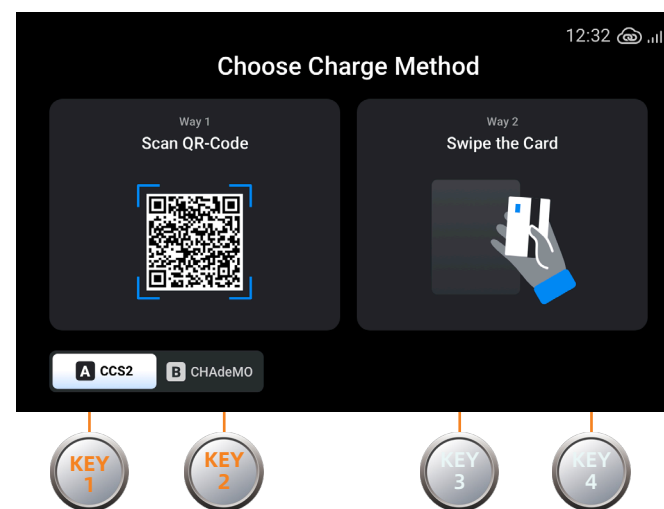 12:32
Choose Charge Method
Way 1
Scan QR-Code
Way 2
Swipe the Card
A CCS2
B CHAdeMO
KEY
1
KEY
2
KEY
3
KEY
4